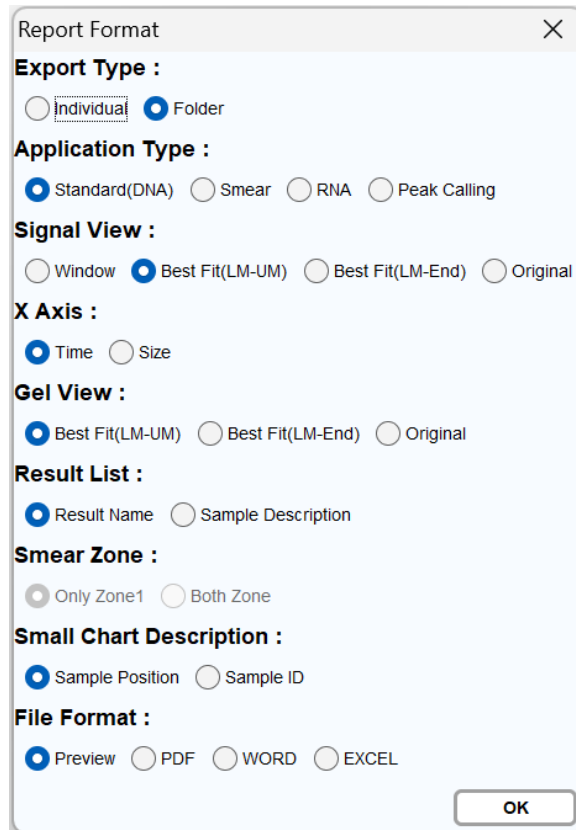 Report Format
Export Type :
Individual Folder
Application Type :
Standard(DNA) Smear RNA Peak Calling
Signal View :
Window Best Fit(LM-UM) Best Fit(LM-End) Original
X Axis :
Time Size
Gel View :
Best Fit(LM-UM) Best Fit(LM-End) Original
Result List :
Result Name Sample Description
Smear Zone :
Only Zone1 Both Zone
Small Chart Description :
Sample Position Sample ID
File Format :
Preview PDF WORD EXCEL
OK